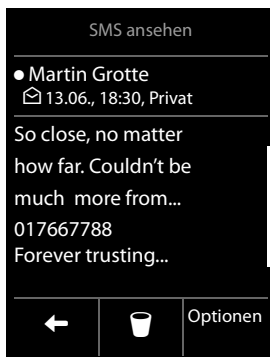 SMS ansehen
Martin Grotte
13.06., 18:30, Privat
So close, no matter
how far. Couldn't be
much more from...
017667788
Forever trusting...
Optionen